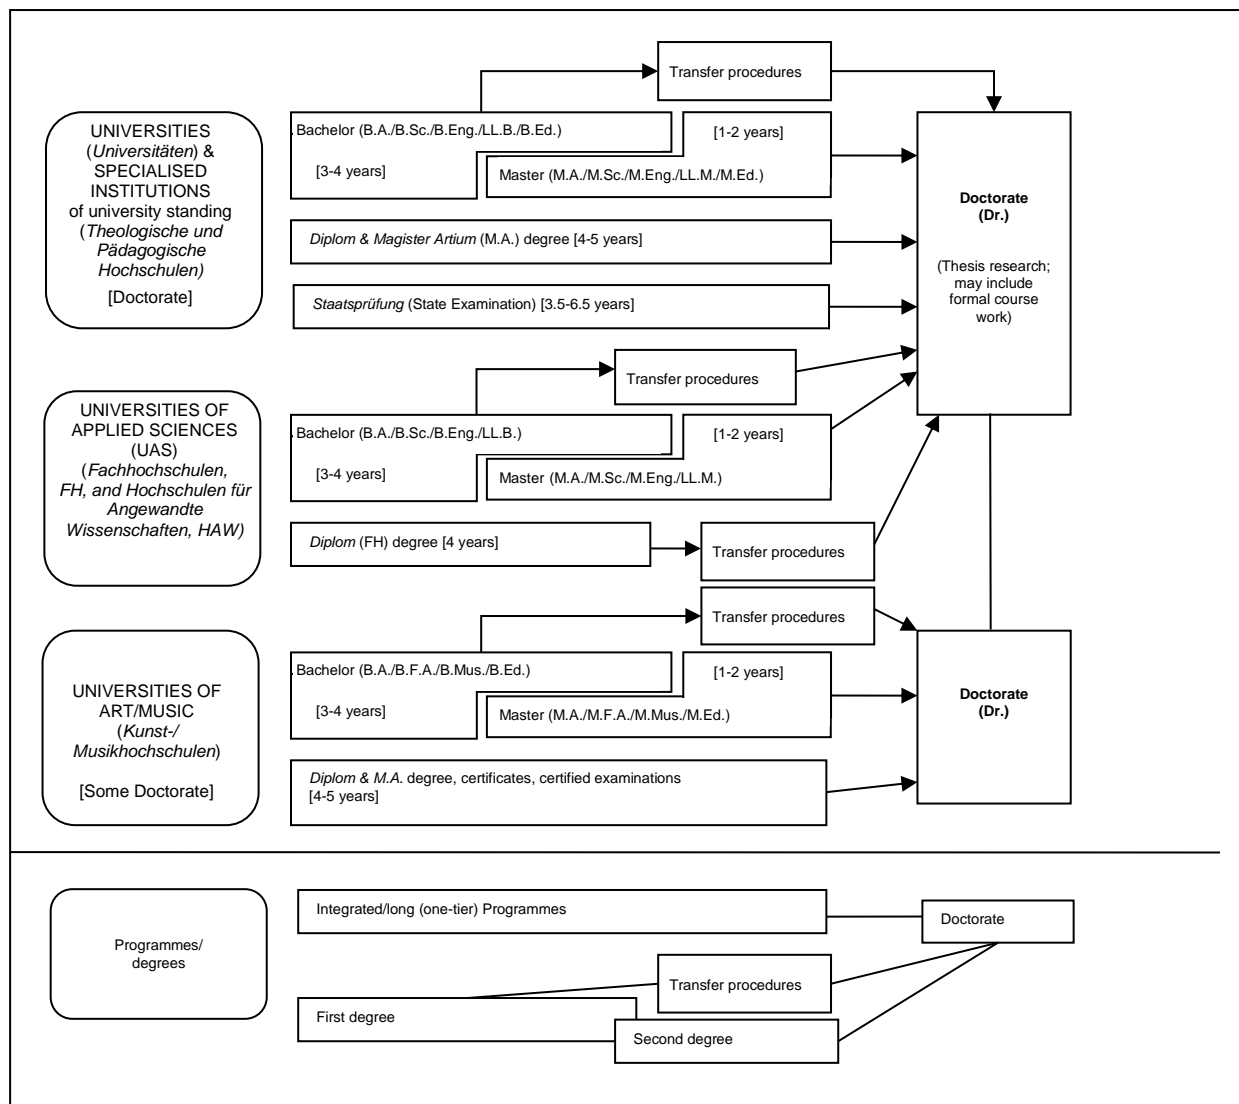 Transfer procedures
UNIVERSITIES
(Universitäten) &
SPECIALISED
INSTITUTIONS
of university standing
(Theologische und
Pädagogische
Hochschulen)
[Doctorate]
. Bachelor (B.A./B.Sc./B.Eng./LL.B./B.Ed.)
[3-4 years]
[1-2 years]
Master (M.A./M.Sc./M.Eng./LL.M./M.Ed.)
Diplom & Magister Artium (M.A.) degree [4-5 years]
Staatsprüfung (State Examination) [3.5-6.5 years]
Doctorate
(Dr.)
(Thesis research;
may include
formal course
work)
Transfer procedures
UNIVERSITIES OF
APPLIED SCIENCES
(UAS)
(Fachhochschulen,
FH, and Hochschulen für
Angewandte
Wissenschaften, HAW)
. Bachelor (B.A./B.Sc./B.Eng./LL.B.)
[3-4 years]
[1-2 years]
Master (M.A./M.Sc./M.Eng./LL.M.)
Diplom (FH) degree [4 years]
Transfer procedures
Transfer procedures
UNIVERSITIES OF
ART/MUSIC
(Kunst-/
Musikhochschulen)
[Some Doctorate]
. Bachelor (B.A./B.F.A./B.Mus./B.Ed.)
[3-4 years]
[1-2 years]
Master (M.A./M.F.A./M.Mus./M.Ed.)
Diplom & M.A. degree, certificates, certified examinations
[4-5 years]
Doctorate
(Dr.)
Programmes/
degrees
Integrated/long (one-tier) Programmes
Doctorate
Transfer procedures
First degree
Second degree